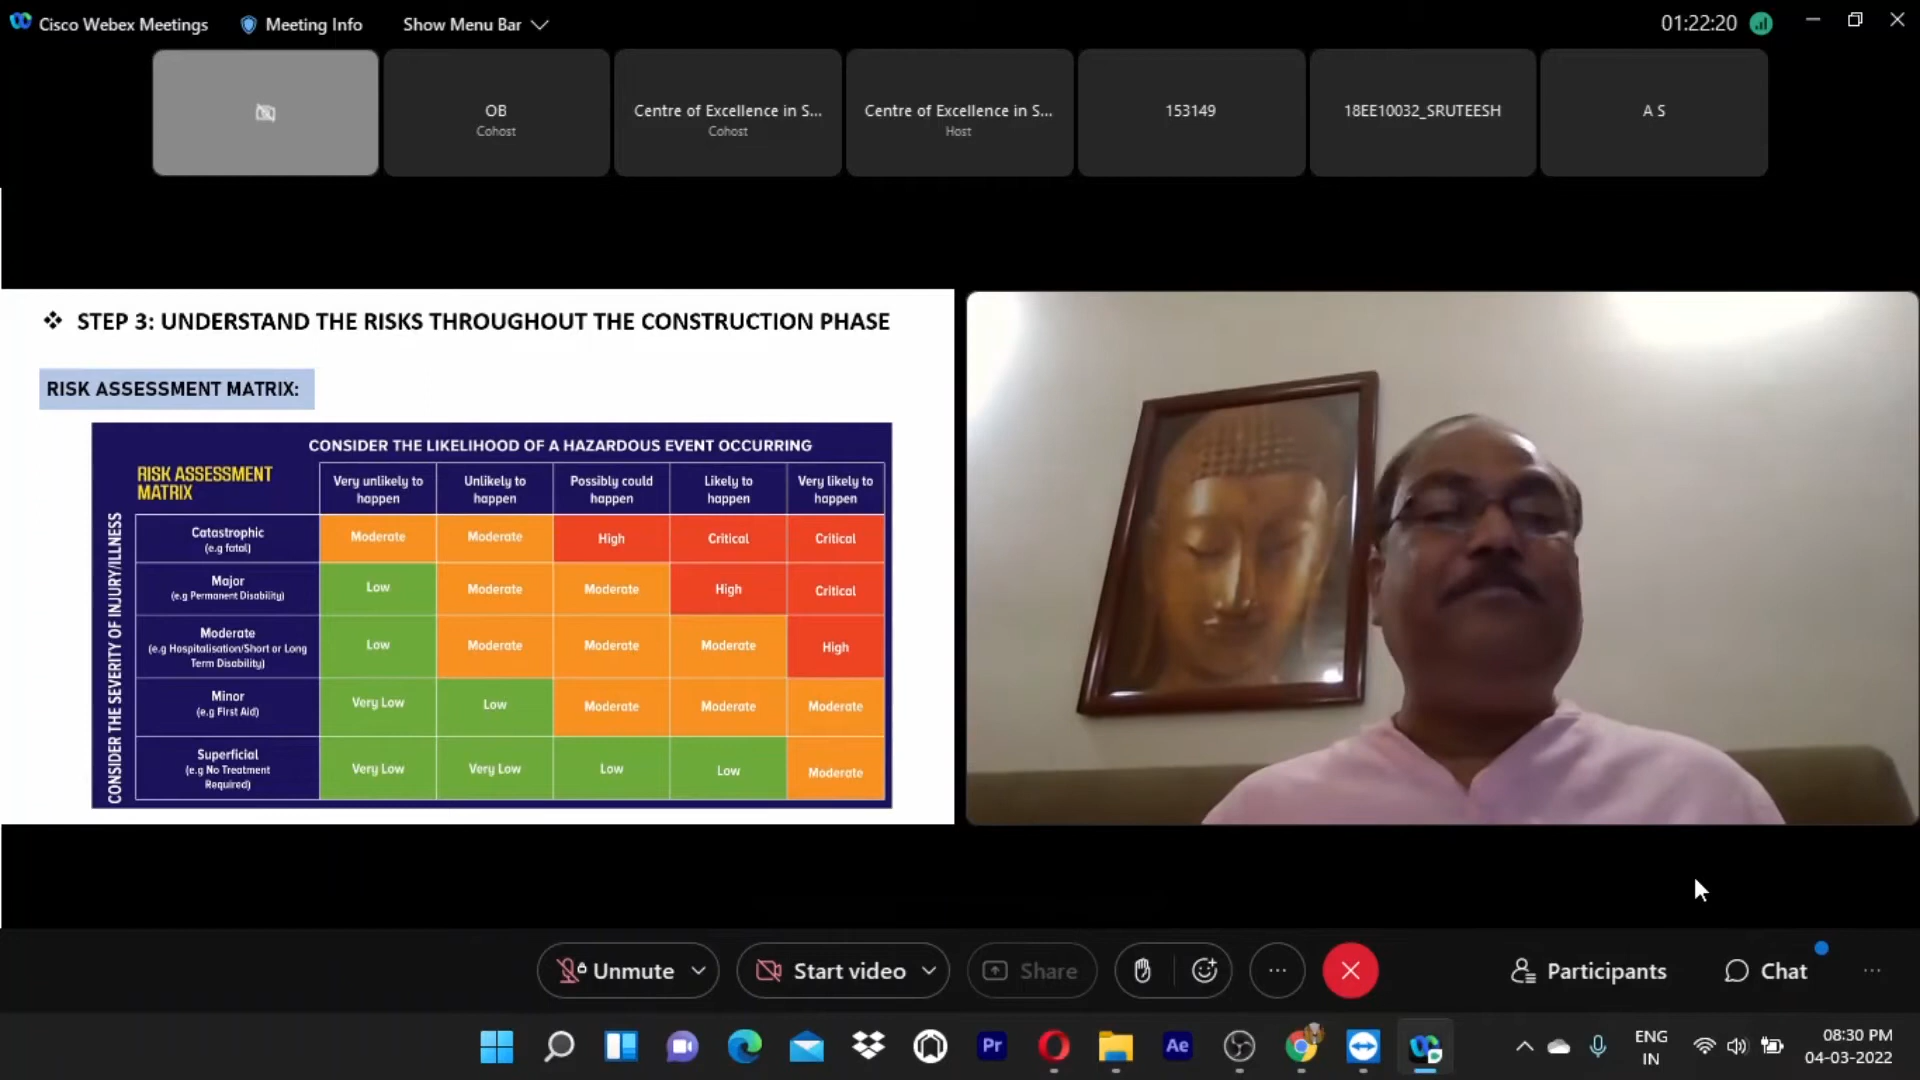 Cisco Webex Meetings
Meeting Info
Show Menu Bar
01:22:20
OB
Cohost
Centre of Excellence in S...
Cohost
Centre of Excellence in S...
Host
153149
18EE10032_SRUTEESH
A S
❖ STEP 3: UNDERSTAND THE RISKS THROUGHOUT THE CONSTRUCTION PHASE
RISK ASSESSMENT MATRIX:
CONSIDER THE LIKELIHOOD OF A HAZARDOUS EVENT OCCURRING
RISK ASSESSMENT
MATRIX
Very unlikely to
happen
Unlikely to
happen
Possibly could
happen
Likely to
happen
Very likely to
happen
CONSIDER THE SEVERITY OF INJURY/ILLNESS
Catastrophic
(e.g fatal)
Moderate
Moderate
High
Critical
Critical
Major
(e.g Permanent Disability)
Low
Moderate
Moderate
High
Critical
Moderate
(e.g Hospitalisation/Short or Long
Term Disability)
Low
Moderate
Moderate
Moderate
High
Minor
(e.g First Aid)
Very Low
Low
Moderate
Moderate
Moderate
Superficial
(e.g No Treatment
Required)
Very Low
Very Low
Low
Low
Moderate
Unmute
Start video
Share
Participants
Chat
Pr
Ae
ENG
IN
08:30 PM
04-03-2022